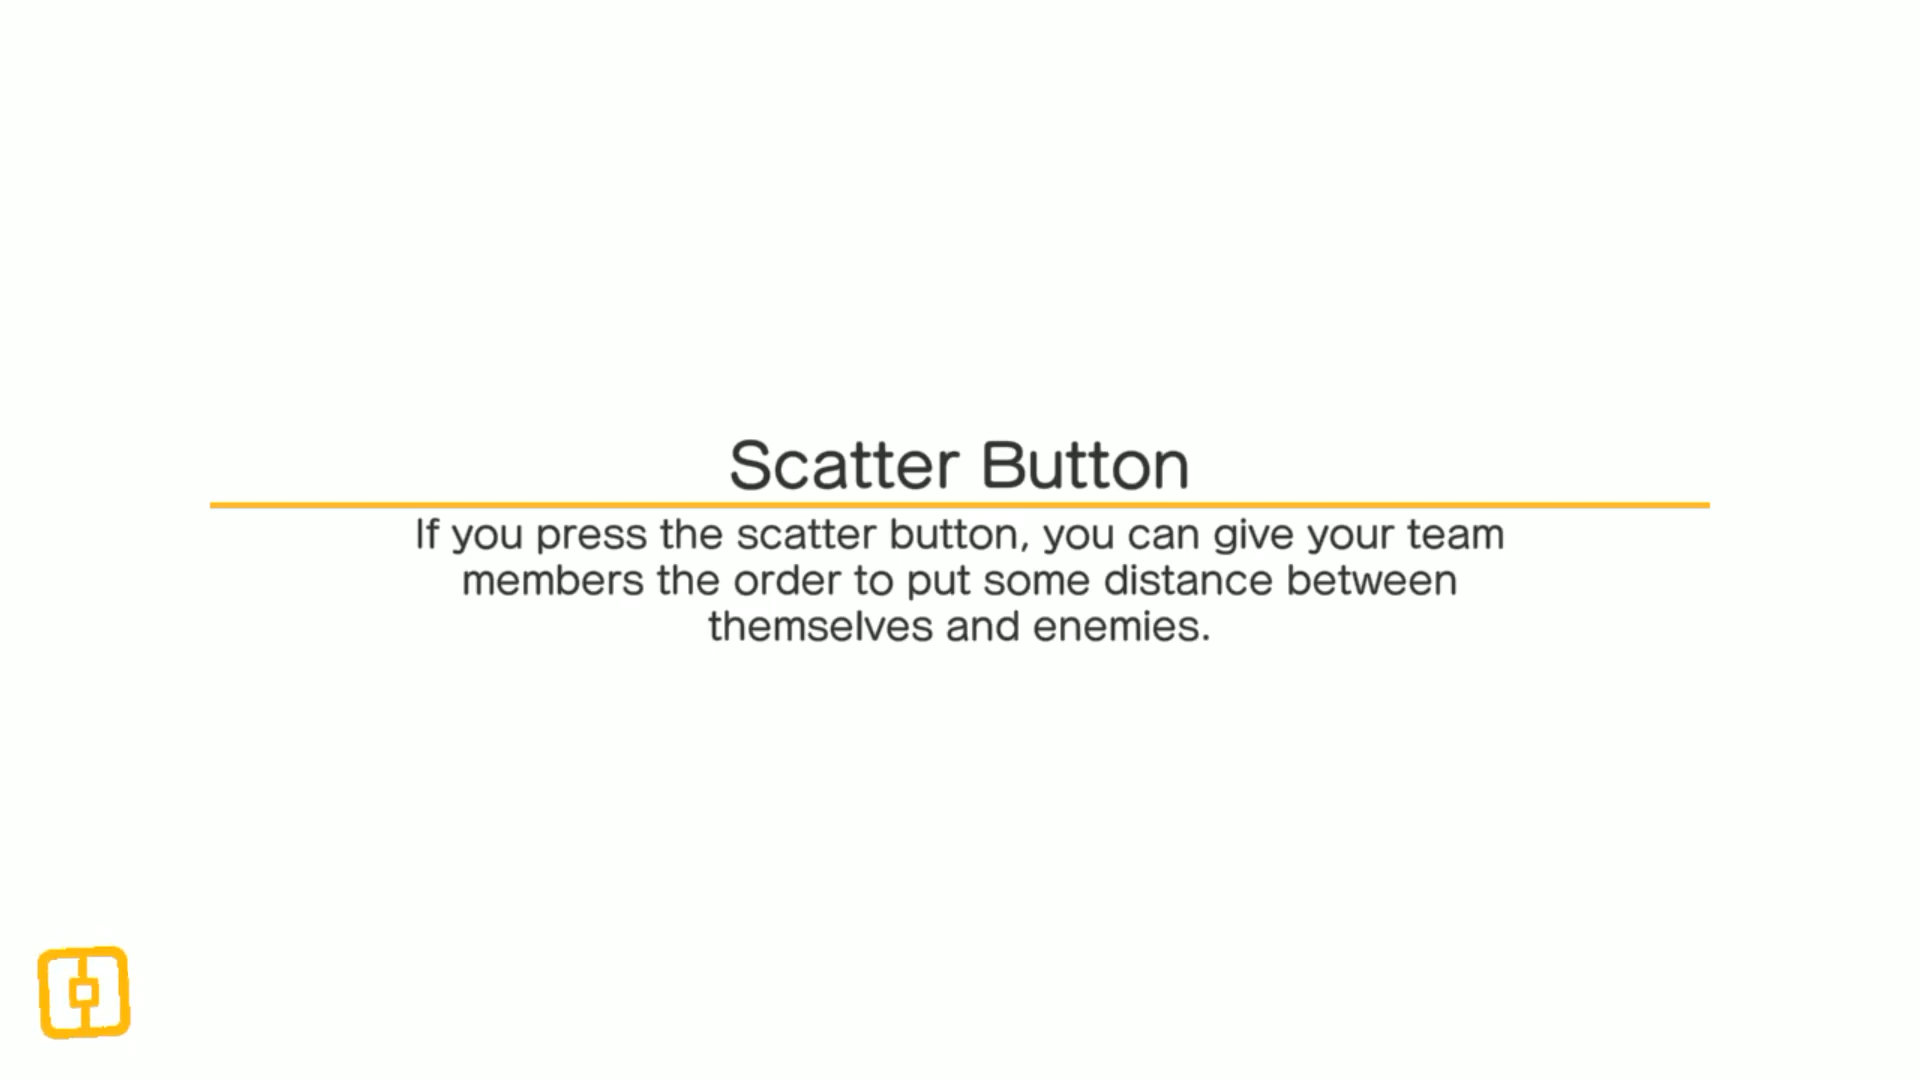 Scatter Button
If you press the scatter button, you can give your team
members the order to put some distance between
themselves and enemies.